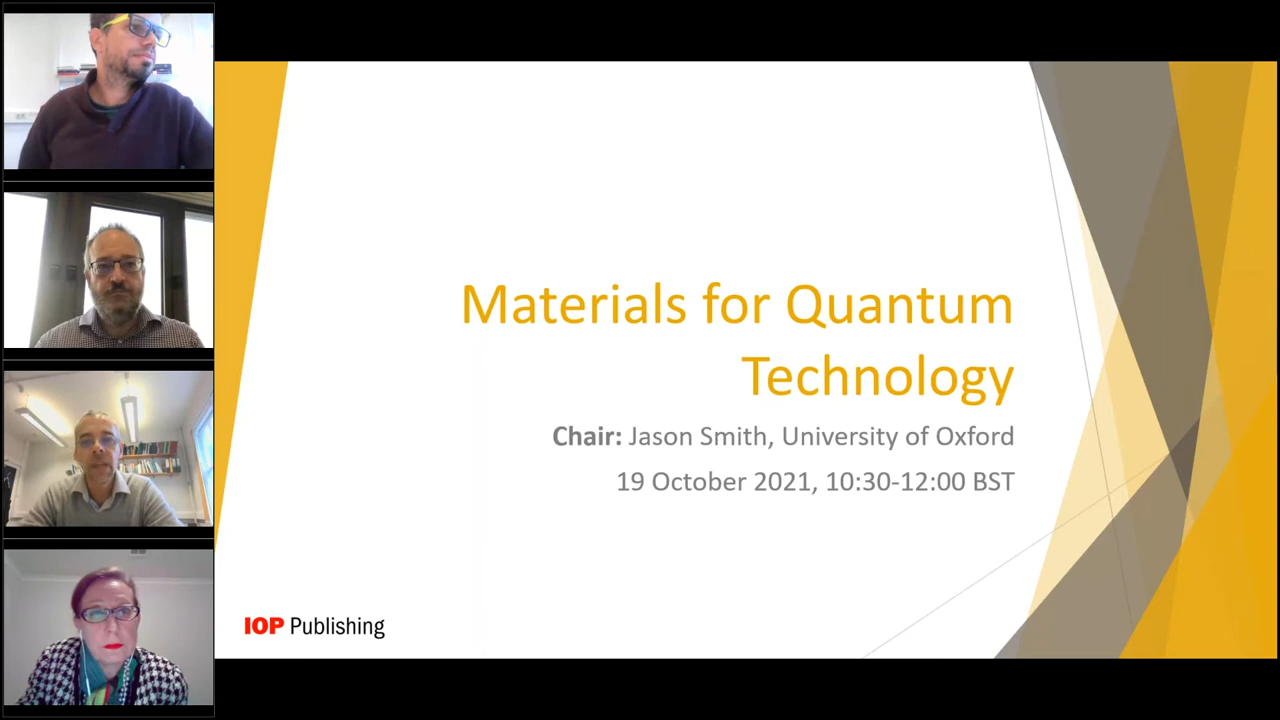 Materials for Quantum
Technology
Chair: Jason Smith, University of Oxford
19 October 2021, 10:30-12:00 BST
IOP Publishing